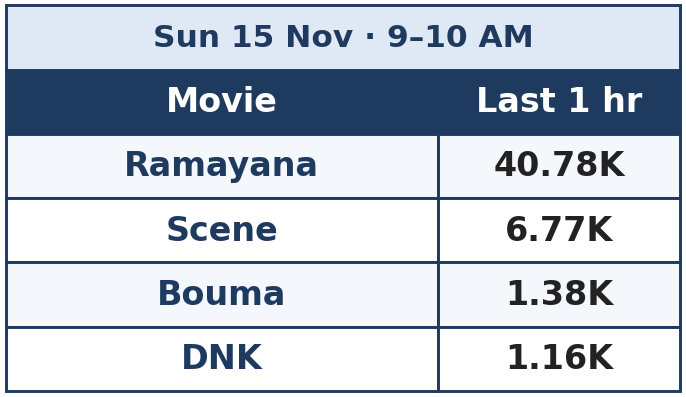 Sun 15 Nov · 9–10 AM
Movie Last 1 hr
Ramayana 40.78K
Scene 6.77K
Bouma 1.38K
DNK 1.16K